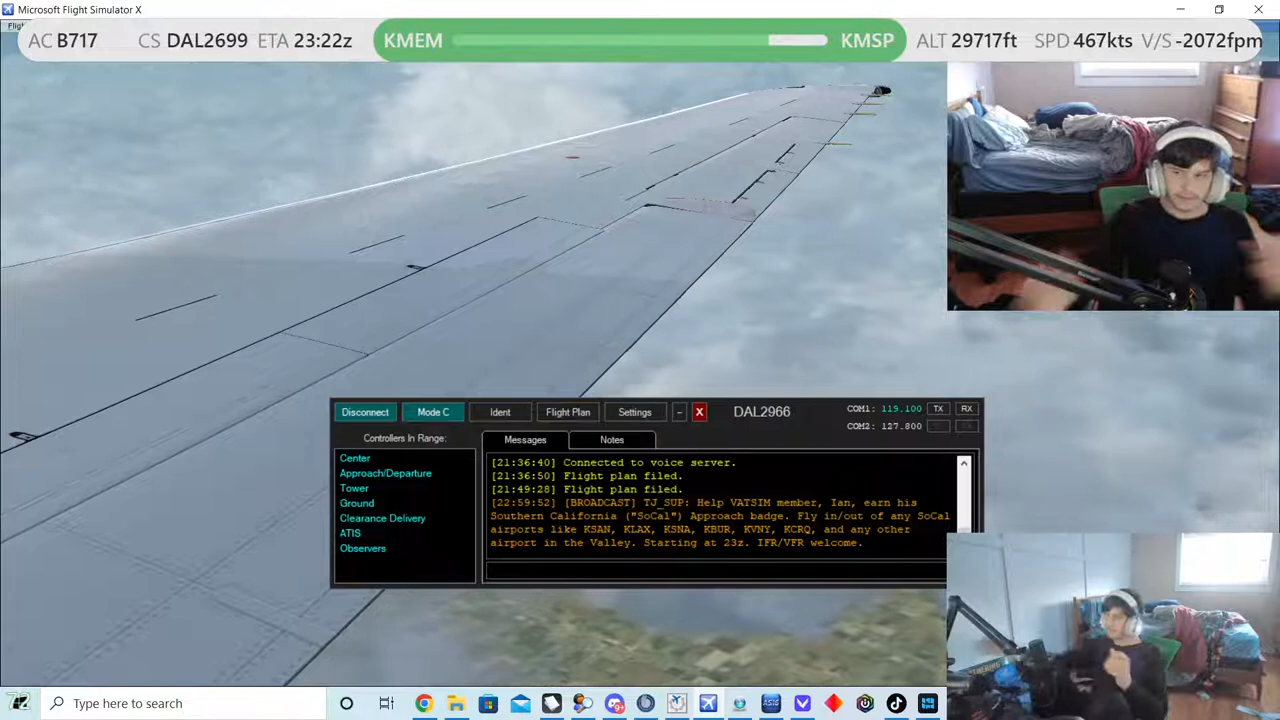 Microsoft Flight Simulator X
AC B717 CS DAL2699 ETA 23:22z KMEM KMSP ALT 29717ft SPD 467kts V/S -2072fpm
Disconnect Mode C Ident Flight Plan Settings – X DAL2966 COM1: 119.100 TX RX
COM2: 127.800
Controllers In Range:
Center
Approach/Departure
Tower
Ground
Clearance Delivery
ATIS
Observers
Messages Notes
[21:36:40] Connected to voice server.
[21:36:50] Flight plan filed.
[21:49:28] Flight plan filed.
[22:59:52] [BROADCAST] TJ_SUP: Help VATSIM member, Ian, earn his
Southern California ("SoCal") Approach badge. Fly in/out of any SoCal
airports like KSAN, KLAX, KSNA, KBUR, KVNY, KCRQ, and any other
airport in the Valley. Starting at 23z. IFR/VFR welcome.
72 Type here to search